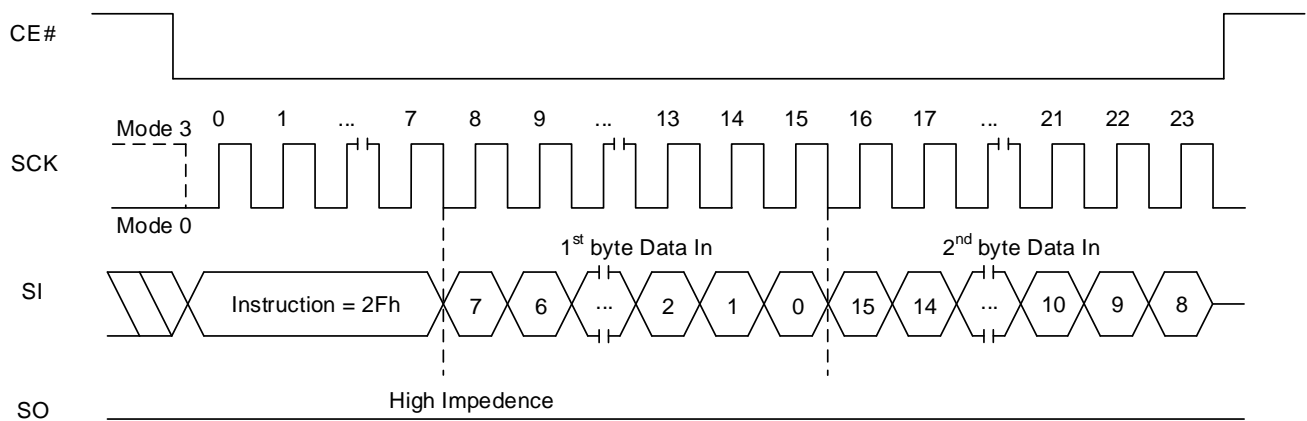 CE#
Mode 3 0 1 ... 7 8 9 ... 13 14 15 16 17 ... 21 22 23
SCK
Mode 0
1st byte Data In 2nd byte Data In
SI Instruction = 2Fh 7 6 ... 2 1 0 15 14 ... 10 9 8
High Impedence
SO